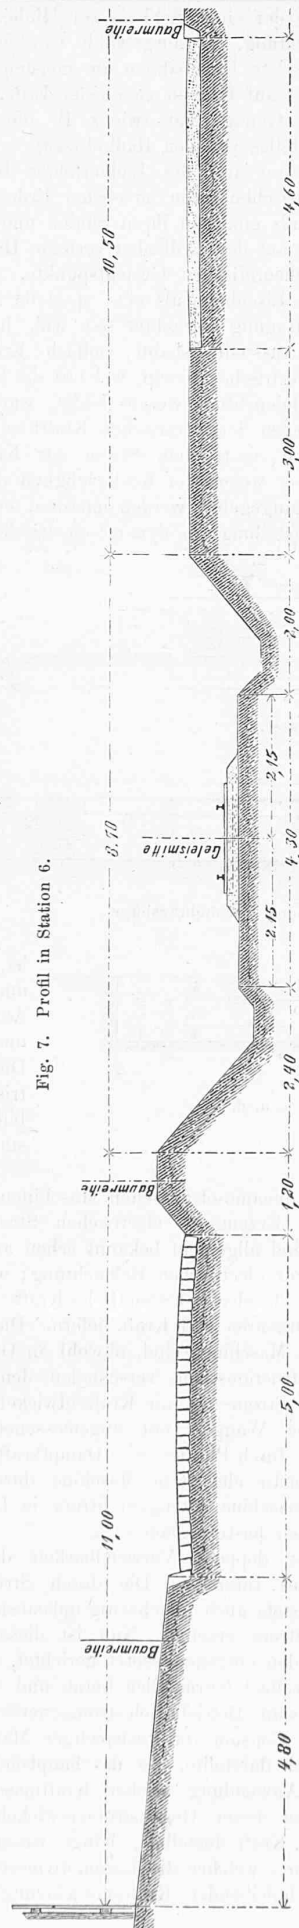 Fig. 7. Profil in Station 6.
11,00
8.70
10,50
Baumreihe
Baumreihe
Geleismitte
Baumreihe
2.15
2,15
4,80
5,00
1,20
2,40
4.30
2,00
3,00
4,60